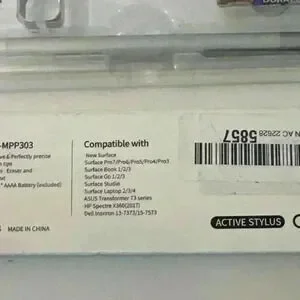 DURACELL
-MPP303
& Perfectly precise
Eraser and
* AAAA Battery (included)
MADE IN CHINA
Compatible with
New Surface
Surface Pro7/Pro6/Pro5/Pro4/Pro3
Surface Book 1/2/3
Surface Go 1/2/3
Surface Studio
Surface Laptop 2/3/4
ASUS Transformer T3 series
HP Spectre X360(2017)
Dell Inspiron 13-7373/15-7573
5857
AC 22628
ACTIVE STYLUS